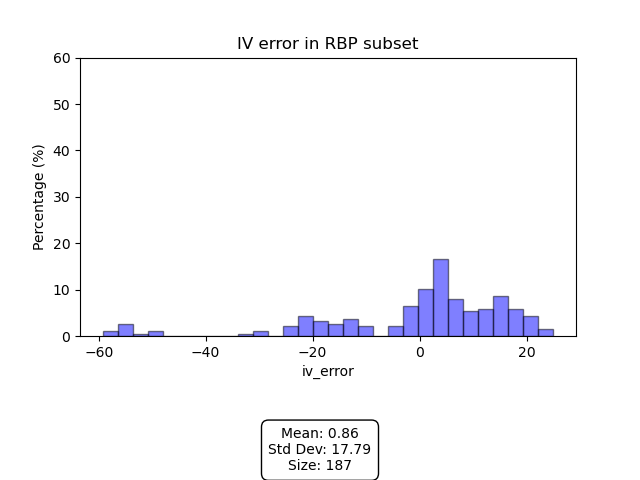 IV error in RBP subset
60
50
40
30
20
10
0
Percentage (%)
−60
−40
−20
0
20
iv_error
Mean: 0.86
Std Dev: 17.79
Size: 187